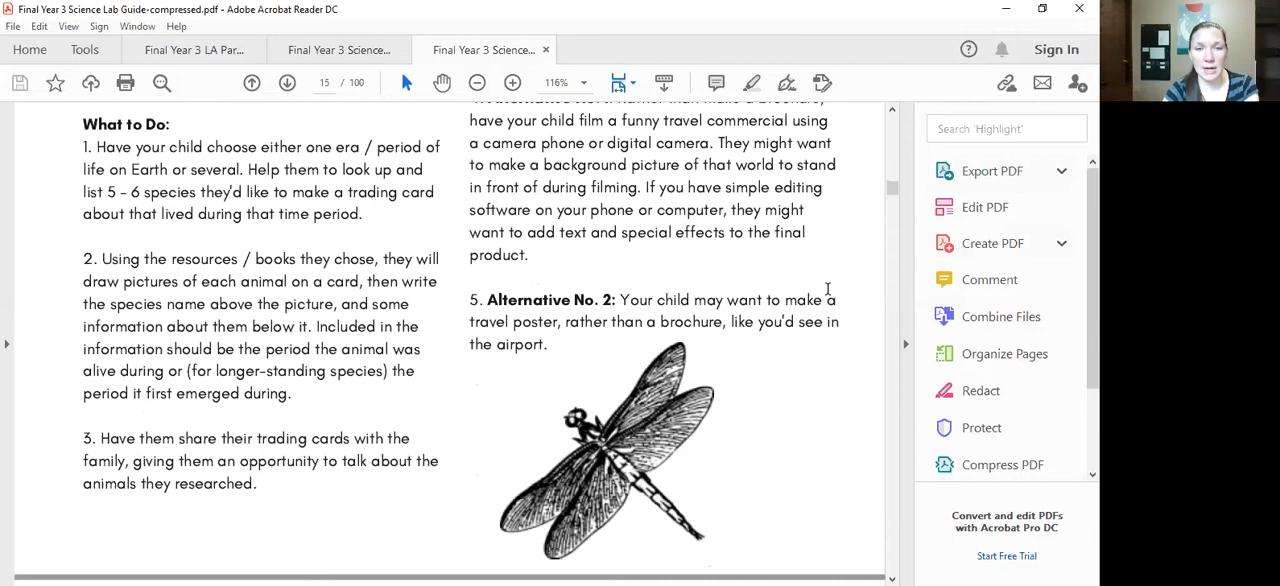 Final Year 3 Science Lab Guide-compressed.pdf - Adobe Acrobat Reader DC
File Edit View Sign Window Help
Home Tools Final Year 3 LA Par... Final Year 3 Science... Final Year 3 Science... Sign In
15 / 100 116%
What to Do:
1. Have your child choose either one era / period of
life on Earth or several. Help them to look up and
list 5 – 6 species they'd like to make a trading card
about that lived during that time period.
2. Using the resources / books they chose, they will
draw pictures of each animal on a card, then write
the species name above the picture, and some
information about them below it. Included in the
information should be the period the animal was
alive during or (for longer-standing species) the
period it first emerged during.
3. Have them share their trading cards with the
family, giving them an opportunity to talk about the
animals they researched.
have your child film a funny travel commercial using
a camera phone or digital camera. They might want
to make a background picture of that world to stand
in front of during filming. If you have simple editing
software on your phone or computer, they might
want to add text and special effects to the final
product.
5. Alternative No. 2: Your child may want to make a
travel poster, rather than a brochure, like you'd see in
the airport.
Search 'Highlight'
Export PDF
Edit PDF
Create PDF
Comment
Combine Files
Organize Pages
Redact
Protect
Compress PDF
Convert and edit PDFs
with Acrobat Pro DC
Start Free Trial